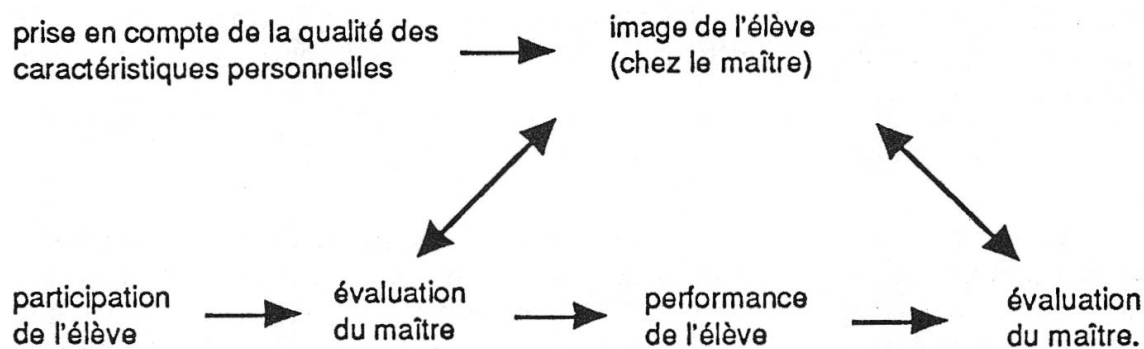 prise en compte de la qualité des
caractéristiques personnelles
image de l'élève
(chez le maître)
participation
de l'élève
évaluation
du maître
performance
de l'élève
évaluation
du maître.